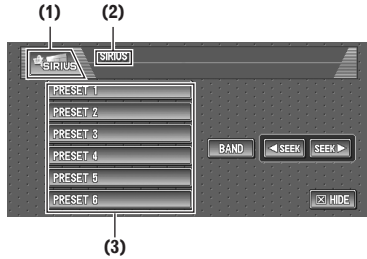 (1) (2)
SIRIUS SIRIUS
PRESET 1
PRESET 2
PRESET 3
BAND ◄SEEK SEEK►
PRESET 4
PRESET 5
PRESET 6
HIDE
(3)